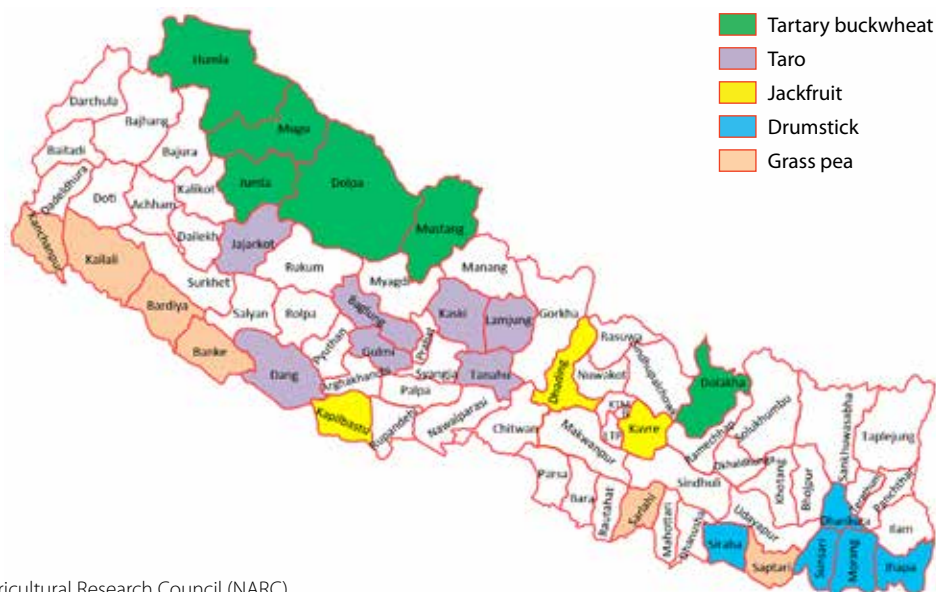 Tartary buckwheat
Taro
Jackfruit
Drumstick
Grass pea
Humla
Darchula
Bajhang
Mugu
Baitadi
Bajura
Jumla
Dolpa
Dadeldhura
Doti
Kalikot
Achham
Mustang
Kanchanpur
Dailekh
Jajarkot
Kailali
Rukum
Manang
Myagdi
Surkhet
Bardiya
Salyan
Rolpa
Baglung
Kaski
Lamjung
Gorkha
Rasuwa
Pyuthan
Gulmi
Parbat
Banke
Dang
Arghakhanchi
Syangja
Tanahu
Dhading
Nuwakot
Sindhupalchowk
Dolakha
Palpa
Kapilbastu
Rupandehi
Nawalparasi
Chitwan
Makwanpur
KTM
LTP
Kavre
Ramechhap
Solukhumbu
Sankhuwasabha
Taplejung
Okhaldhunga
Khotang
Bhojpur
Terathum
Panchthar
Parsa
Bara
Rautahat
Sarlahi
Sindhuli
Mahottari
Dhanusha
Udayapur
Dhankuta
Ilam
Siraha
Saptari
Sunsari
Morang
Jhapa
ricultural Research Council (NARC)